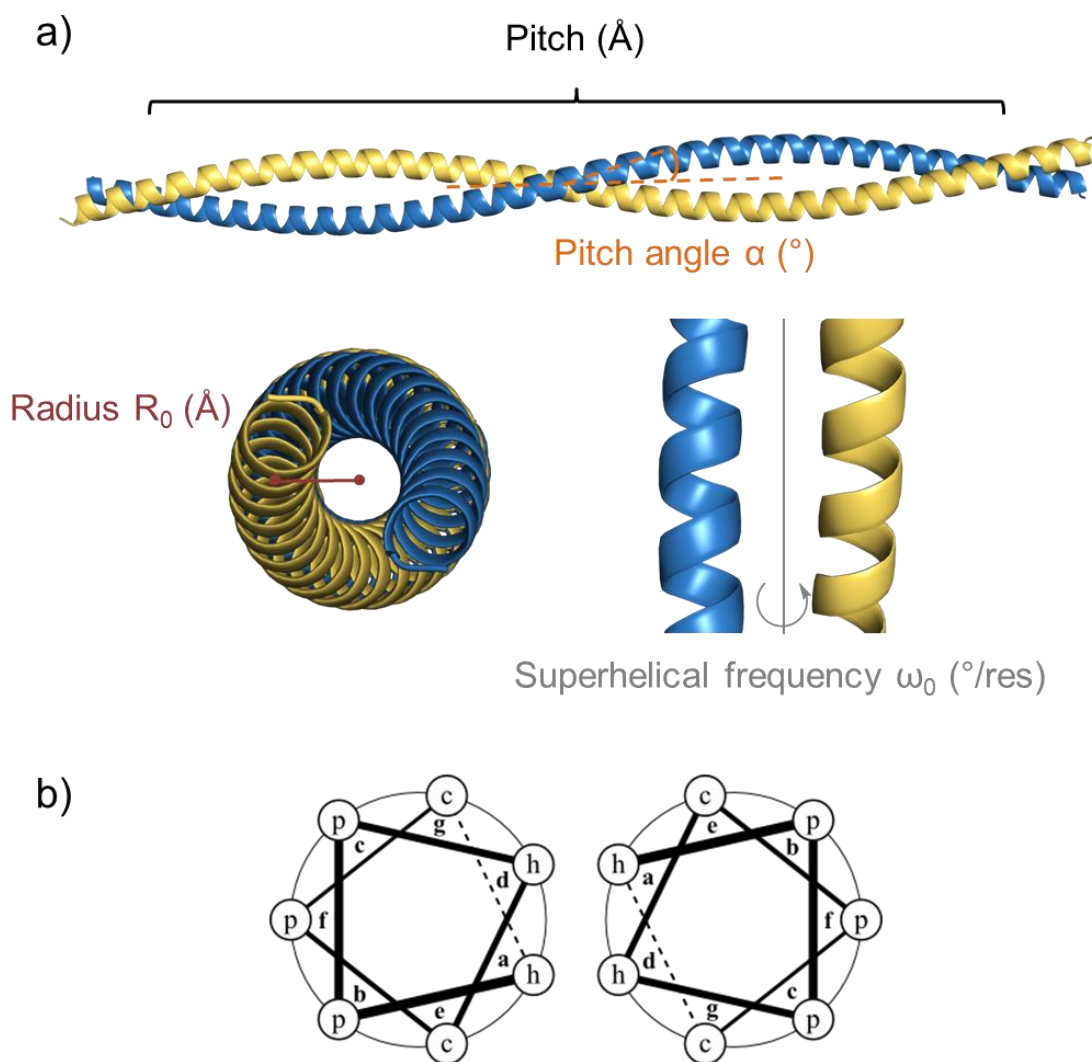 a)
Pitch (Å)
Pitch angle α (°)
Radius R₀ (Å)
Superhelical frequency ω₀ (°/res)
b)
c c
p g e p
c b
h h
d a
p f f p
a d
h h
b c
p e g p
c c